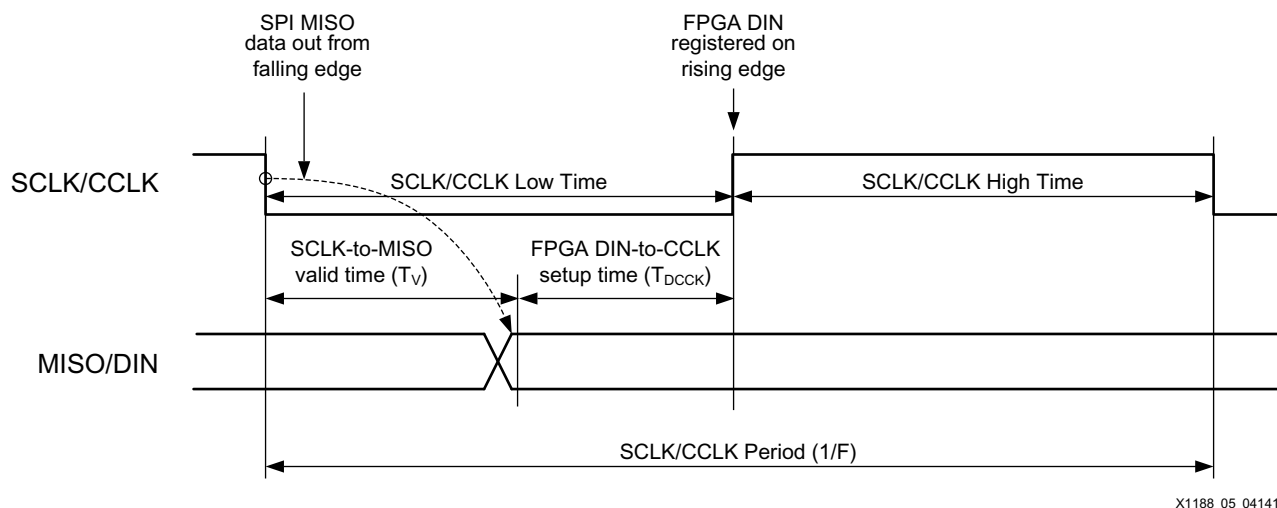 SPI MISO
data out from
falling edge
FPGA DIN
registered on
rising edge
SCLK/CCLK
SCLK/CCLK Low Time
SCLK/CCLK High Time
SCLK-to-MISO
valid time (TV)
FPGA DIN-to-CCLK
setup time (TDCCK)
MISO/DIN
SCLK/CCLK Period (1/F)
X1188_05_04141